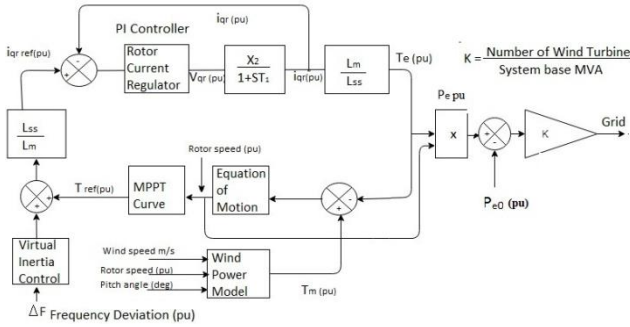 PI Controller
iqr (pu)
iqr ref(pu)
-
+
Rotor
Current
Regulator
Vqr (pu)
X2
1+ST1
iqr(pu)
Lm
Lss
Te (pu)
K = Number of Wind Turbine
System base MVA
Lss
Lm
Pe pu
x
+
-
K
Grid
Pe0 (pu)
Rotor speed (pu)
T ref(pu)
MPPT
Curve
Equation
of
Motion
-
+
+
+
Virtual
Inertia
Control
Wind speed m/s
Rotor speed (pu)
Pitch angle (deg)
Wind
Power
Model
Tm (pu)
ΔF Frequency Deviation (pu)